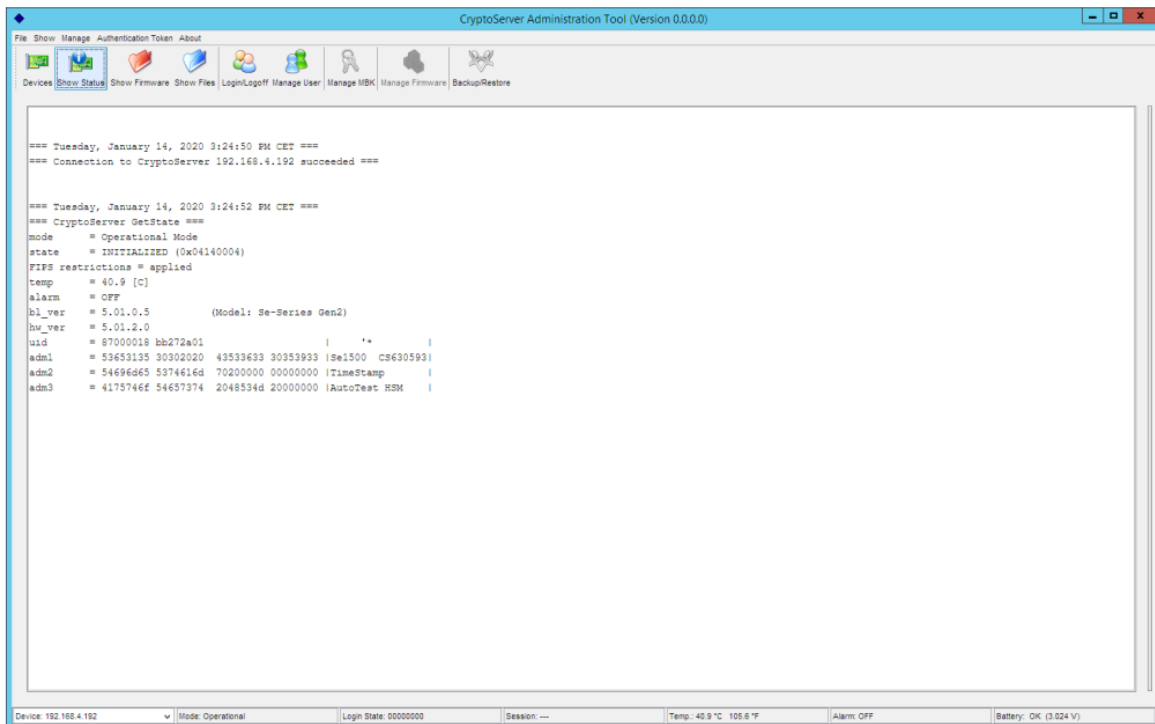 CryptoServer Administration Tool (Version 0.0.0.0)
File Show Manage Authentication Token About
Devices Show Status Show Firmware Show Files Login/Logoff Manage User Manage MBK Manage Firmware Backup/Restore
=== Tuesday, January 14, 2020 3:24:50 PM CET ===
=== Connection to CryptoServer 192.168.4.192 succeeded ===
=== Tuesday, January 14, 2020 3:24:52 PM CET ===
=== CryptoServer GetState ===
mode = Operational Mode
state = INITIALIZED (0x04140004)
FIPS restrictions = applied
temp = 40.9 [C]
alarm = OFF
bl_ver = 5.01.0.5 (Model: Se-Series Gen2)
hw_ver = 5.01.2.0
uid = 87000018 bb272a01 | '* |
adm1 = 53653135 30302020 43533633 30353933 |Se1500 CS630593|
adm2 = 54696d65 5374616d 70200000 00000000 |TimeStamp |
adm3 = 4175746f 54657374 2048534d 20000000 |AutoTest HSM |
Device: 192.168.4.192 Mode: Operational Login State: 00000000 Session: --- Temp.: 40.9 °C 105.6 °F Alarm: OFF Battery: OK (3.024 V)